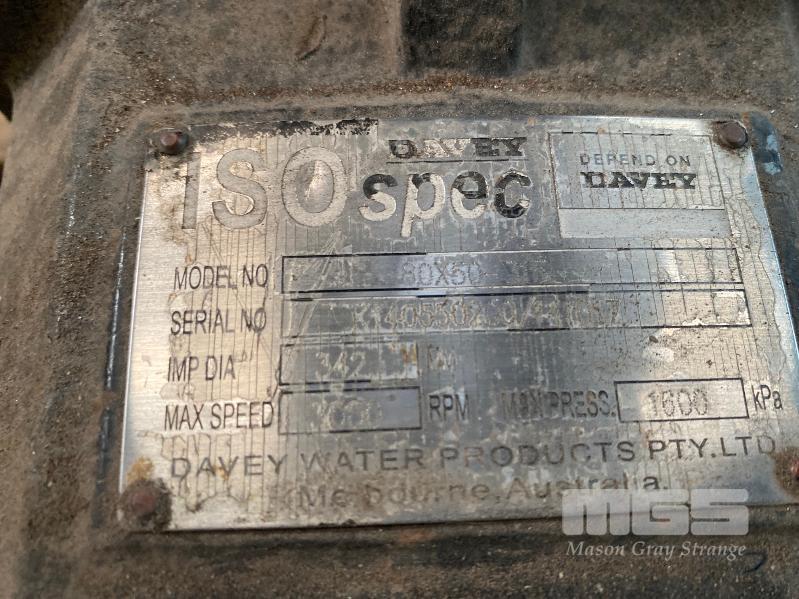 DAVEY
ISO spec
DEPEND ON
DAVEY
MODEL NO 80X50
SERIAL NO
IMP DIA 342
MAX SPEED RPM MAX PRESS. 1600 kPa
DAVEY WATER PRODUCTS PTY.LTD
Melbourne, Australia.
MGS
Mason Gray Strange